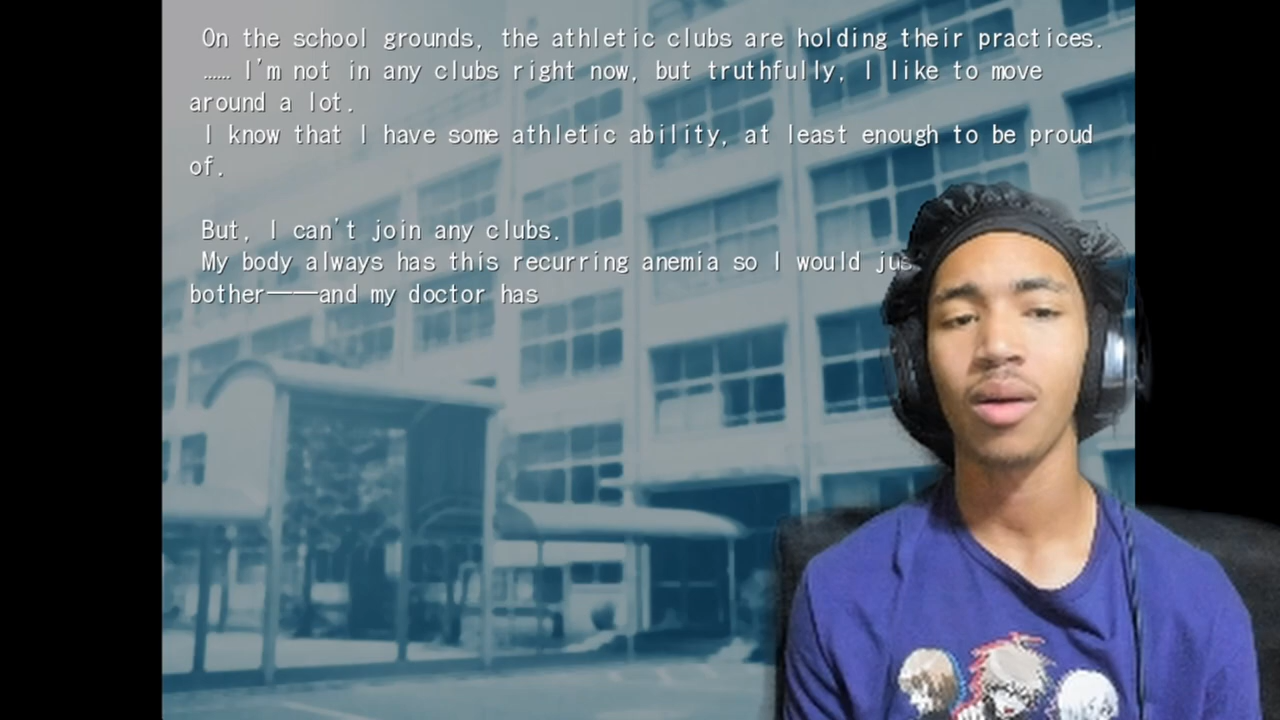 On the school grounds, the athletic clubs are holding their practices.
…… I'm not in any clubs right now, but truthfully, I like to move
around a lot.
I know that I have some athletic ability, at least enough to be proud
of.
But, I can't join any clubs.
My body always has this recurring anemia so I would
bother――and my doctor has